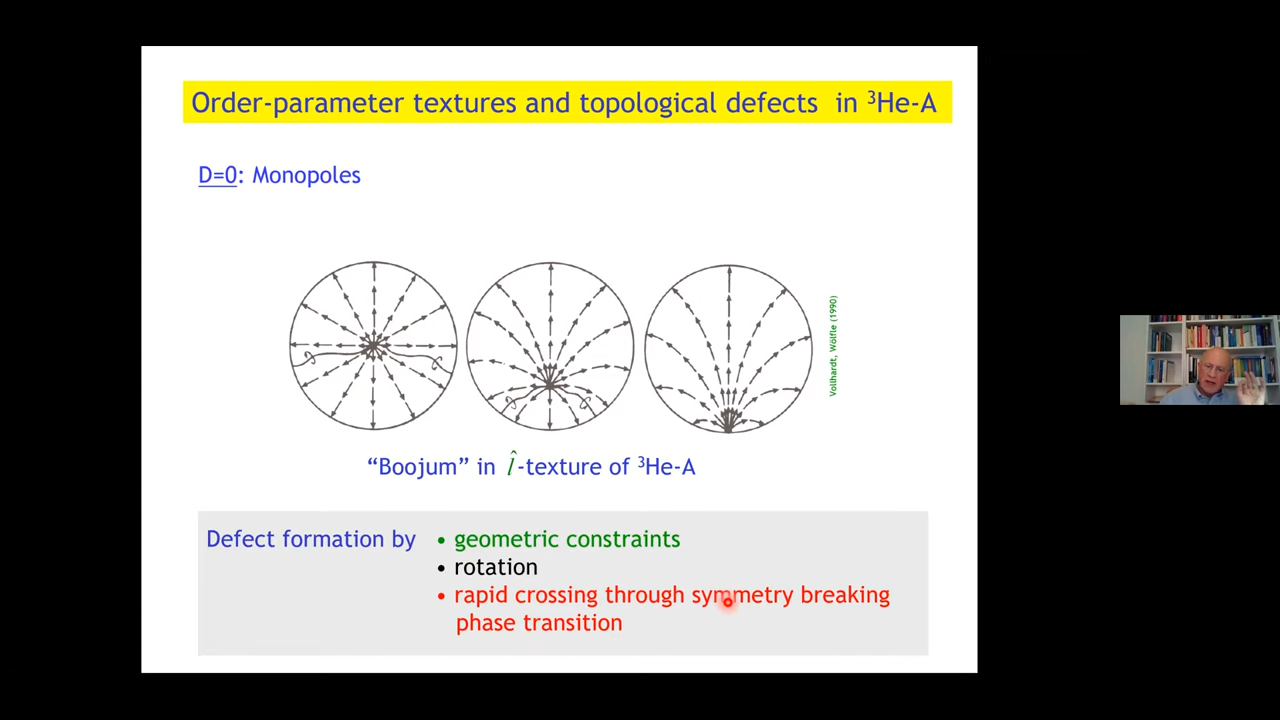 Order-parameter textures and topological defects in ³He-A
D=0: Monopoles
Vollhardt, Wölfle (1990)
“Boojum” in l̂-texture of ³He-A
Defect formation by • geometric constraints
• rotation
• rapid crossing through symmetry breaking
phase transition